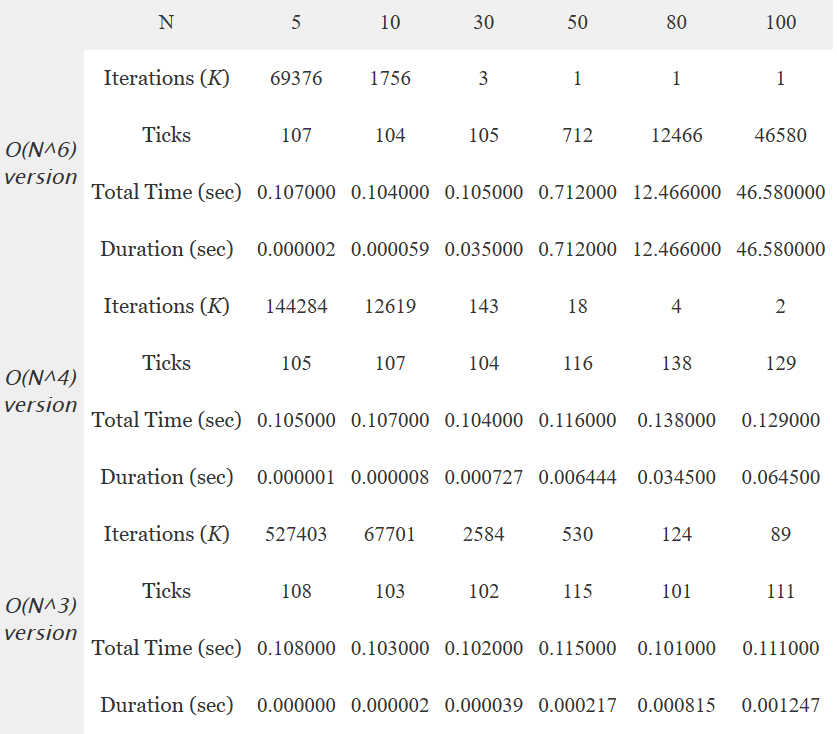 N 5 10 30 50 80 100
O(N^6) version
Iterations (K) 69376 1756 3 1 1 1
Ticks 107 104 105 712 12466 46580
Total Time (sec) 0.107000 0.104000 0.105000 0.712000 12.466000 46.580000
Duration (sec) 0.000002 0.000059 0.035000 0.712000 12.466000 46.580000
O(N^4) version
Iterations (K) 144284 12619 143 18 4 2
Ticks 105 107 104 116 138 129
Total Time (sec) 0.105000 0.107000 0.104000 0.116000 0.138000 0.129000
Duration (sec) 0.000001 0.000008 0.000727 0.006444 0.034500 0.064500
O(N^3) version
Iterations (K) 527403 67701 2584 530 124 89
Ticks 108 103 102 115 101 111
Total Time (sec) 0.108000 0.103000 0.102000 0.115000 0.101000 0.111000
Duration (sec) 0.000000 0.000002 0.000039 0.000217 0.000815 0.001247